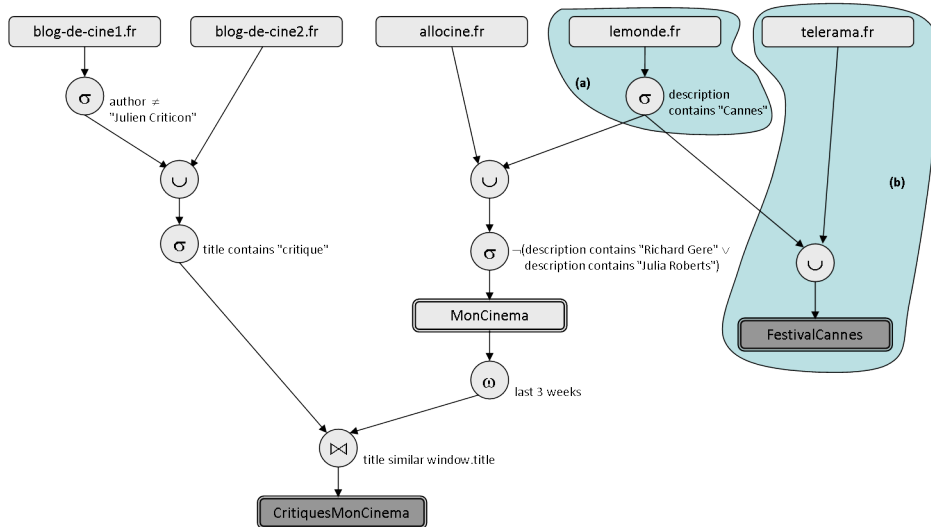 blog-de-cine1.fr
blog-de-cine2.fr
allocine.fr
lemonde.fr
telerama.fr
(a)
σ
author ≠
"Julien Criticon"
σ
description
contains "Cannes"
∪
∪
(b)
σ
title contains "critique"
σ
¬(description contains "Richard Gere" ∨
description contains "Julia Roberts")
∪
MonCinema
FestivalCannes
ω
last 3 weeks
⋈
title similar window.title
CritiquesMonCinema